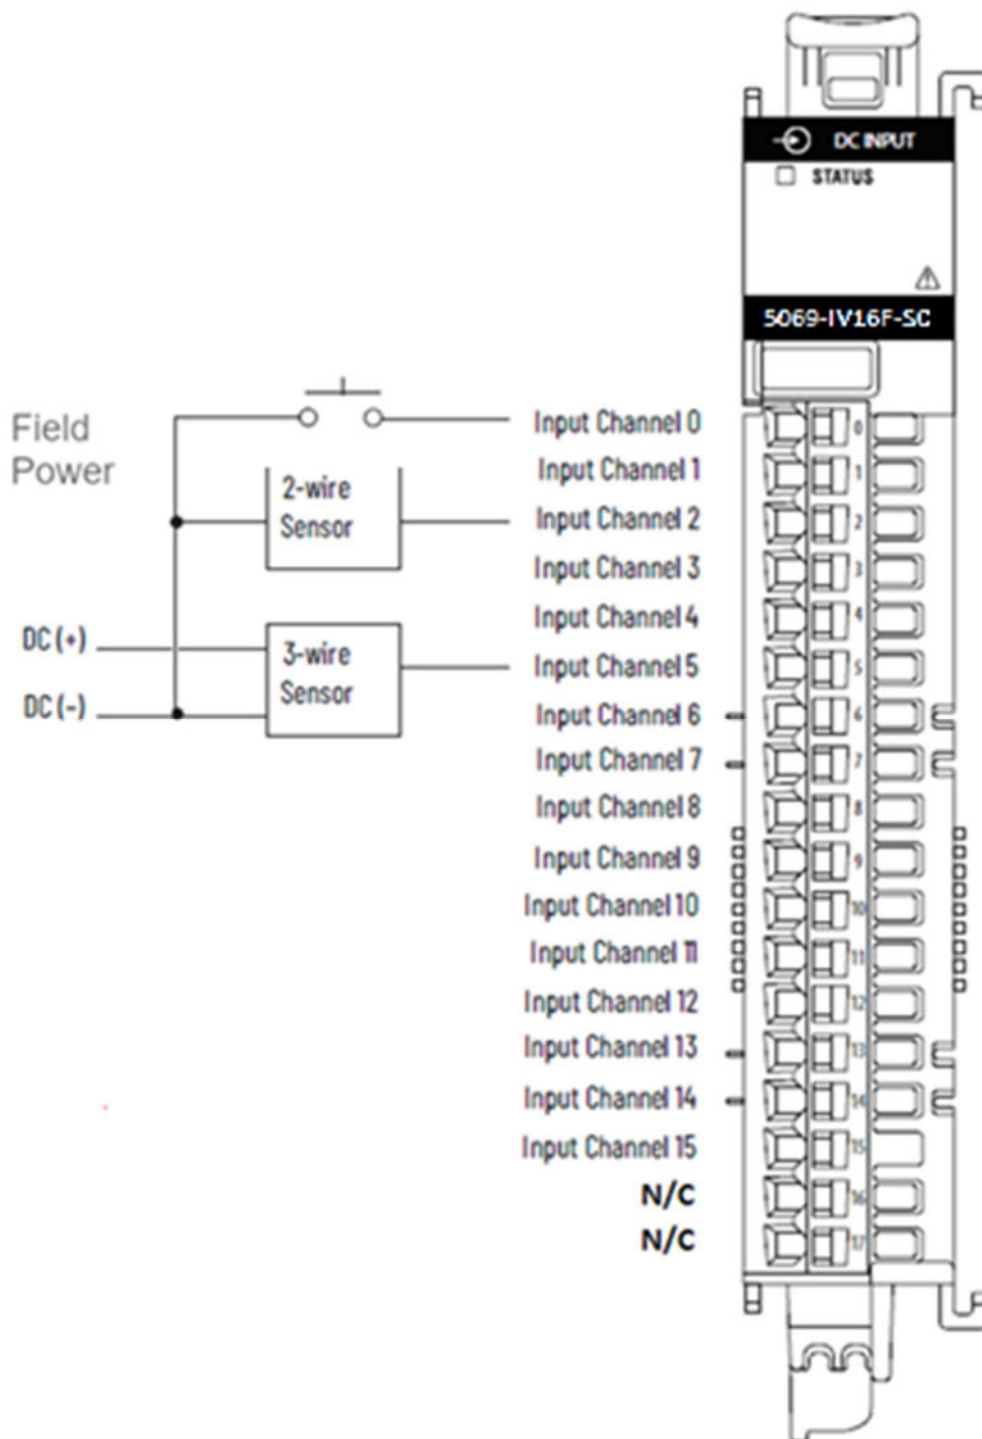 DC INPUT
STATUS
5069-IV16F-SC
Field
Power
2-wire
Sensor
DC (+)
DC (-)
3-wire
Sensor
Input Channel 0
Input Channel 1
Input Channel 2
Input Channel 3
Input Channel 4
Input Channel 5
Input Channel 6
Input Channel 7
Input Channel 8
Input Channel 9
Input Channel 10
Input Channel 11
Input Channel 12
Input Channel 13
Input Channel 14
Input Channel 15
N/C
N/C
0
1
2
3
4
5
6
7
8
9
10
11
12
13
14
15
16
17